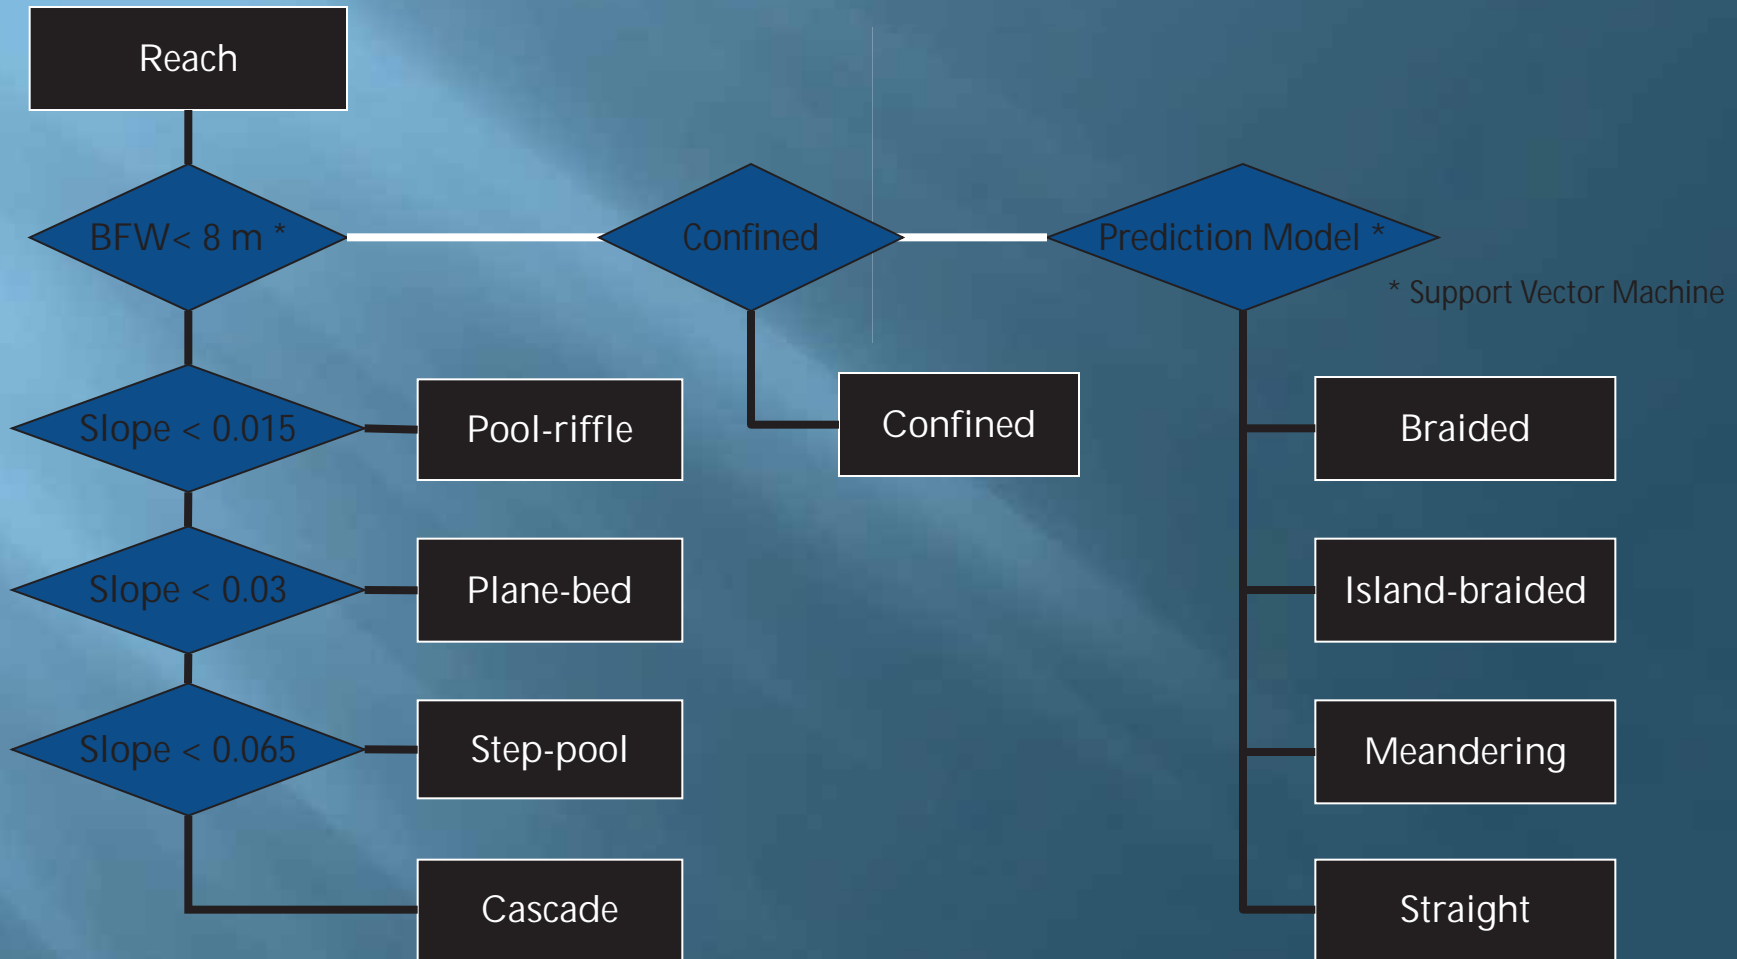 Reach
BFW< 8 m *
Confined
Prediction Model *
* Support Vector Machine
Slope < 0.015
Pool-riffle
Confined
Braided
Slope < 0.03
Plane-bed
Island-braided
Slope < 0.065
Step-pool
Meandering
Cascade
Straight